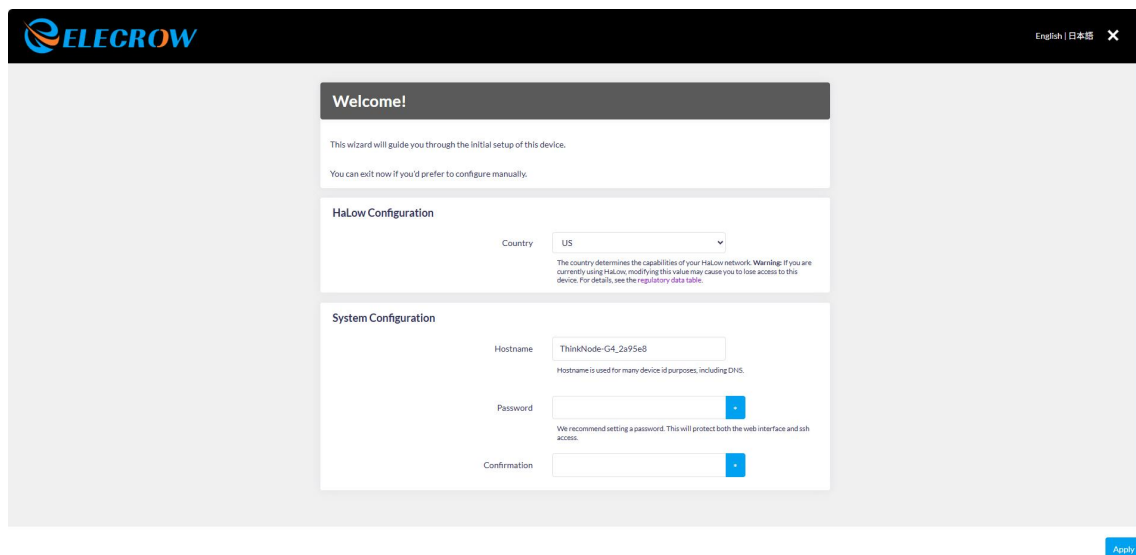 ELECROW
English | 日本語 ×
Welcome!
This wizard will guide you through the initial setup of this device.
You can exit now if you'd prefer to configure manually.
HaLow Configuration
Country
US
The country determines the capabilities of your HaLow network. Warning: If you are
currently using HaLow, modifying this value may cause you to lose access to this
device. For details, see the regulatory data table.
System Configuration
Hostname
ThinkNode-G4_2a95e8
Hostname is used for many device id purposes, including DNS.
Password
*
We recommend setting a password. This will protect both the web interface and ssh
access.
Confirmation
*
Apply